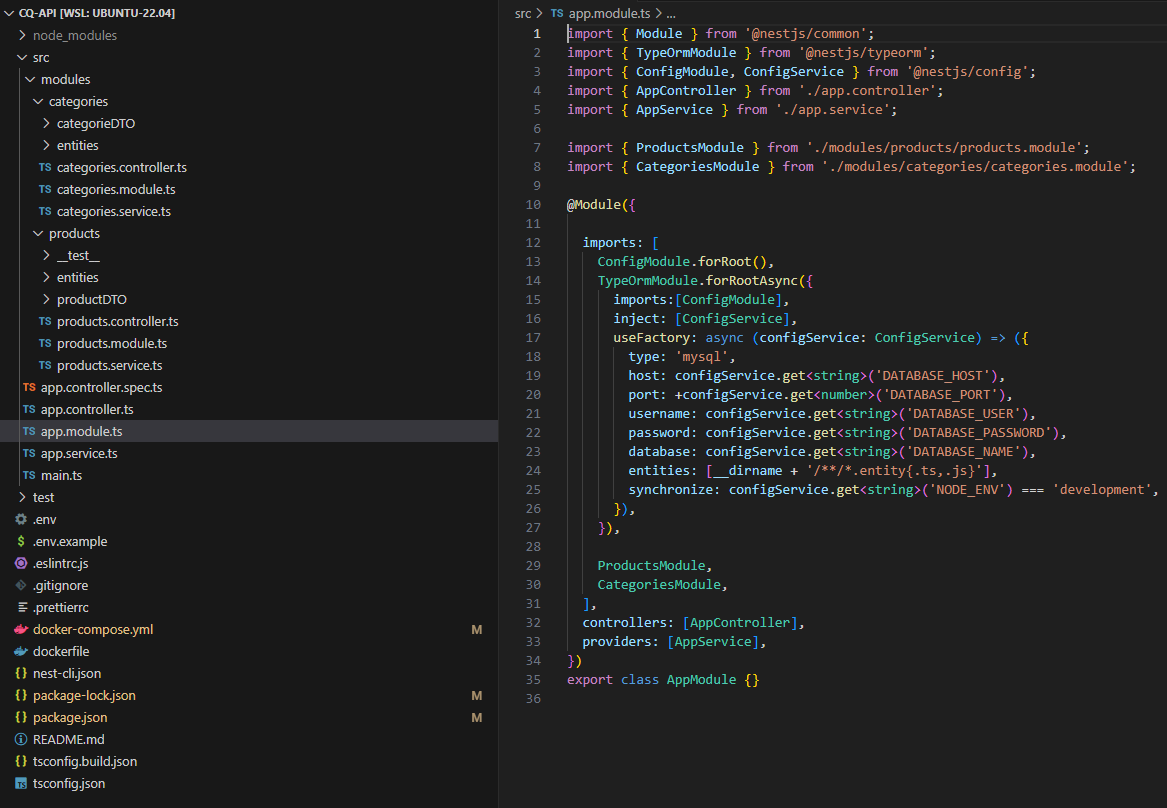 CQ-API [WSL: UBUNTU-22.04]
node_modules
src
modules
categories
categorieDTO
entities
TS categories.controller.ts
TS categories.module.ts
TS categories.service.ts
products
__test__
entities
productDTO
TS products.controller.ts
TS products.module.ts
TS products.service.ts
TS app.controller.spec.ts
TS app.controller.ts
TS app.module.ts
TS app.service.ts
TS main.ts
test
.env
$ .env.example
.eslintrc.js
.gitignore
.prettierrc
docker-compose.yml M
dockerfile
{} nest-cli.json
{} package-lock.json M
{} package.json M
README.md
{} tsconfig.build.json
TS tsconfig.json
src > TS app.module.ts > ...
1 import { Module } from '@nestjs/common';
2 import { TypeOrmModule } from '@nestjs/typeorm';
3 import { ConfigModule, ConfigService } from '@nestjs/config';
4 import { AppController } from './app.controller';
5 import { AppService } from './app.service';
6
7 import { ProductsModule } from './modules/products/products.module';
8 import { CategoriesModule } from './modules/categories/categories.module';
9
10 @Module({
11
12 imports: [
13 ConfigModule.forRoot(),
14 TypeOrmModule.forRootAsync({
15 imports:[ConfigModule],
16 inject: [ConfigService],
17 useFactory: async (configService: ConfigService) => ({
18 type: 'mysql',
19 host: configService.get<string>('DATABASE_HOST'),
20 port: +configService.get<number>('DATABASE_PORT'),
21 username: configService.get<string>('DATABASE_USER'),
22 password: configService.get<string>('DATABASE_PASSWORD'),
23 database: configService.get<string>('DATABASE_NAME'),
24 entities: [__dirname + '/**/*.entity{.ts,.js}'],
25 synchronize: configService.get<string>('NODE_ENV') === 'development',
26 }),
27 }),
28
29 ProductsModule,
30 CategoriesModule,
31 ],
32 controllers: [AppController],
33 providers: [AppService],
34 })
35 export class AppModule {}
36